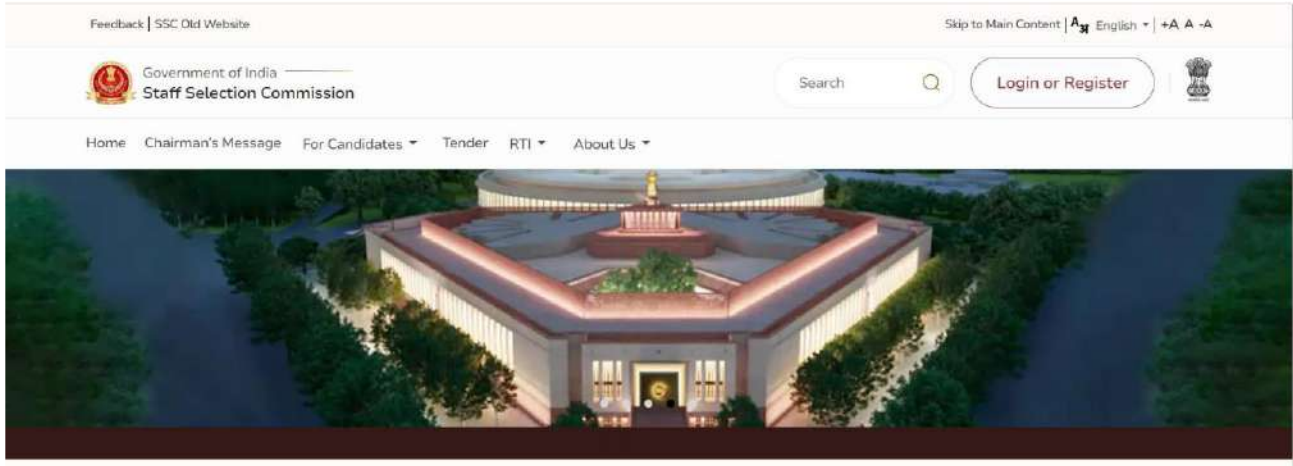 Feedback | SSC Old Website
Skip to Main Content | Aअ English | +A A -A
Government of India
Staff Selection Commission
Search
Login or Register
Home Chairman's Message For Candidates Tender RTI About Us